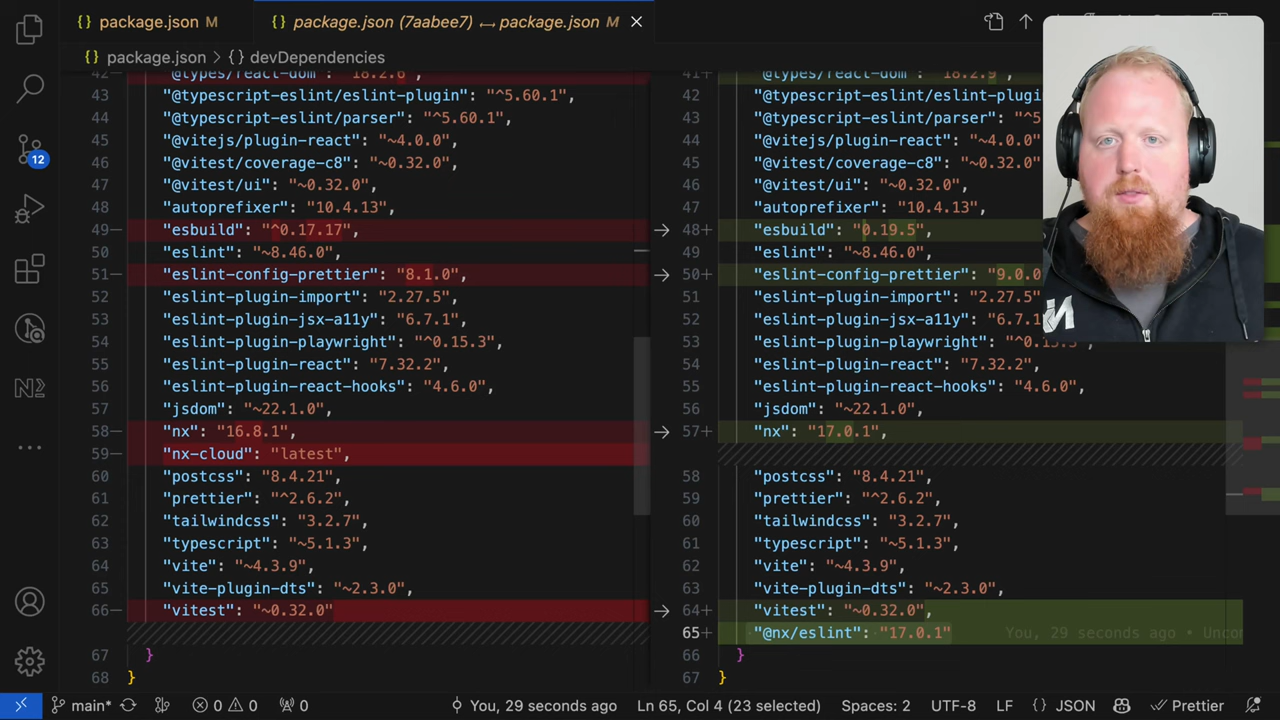 package.json M
package.json (7aabee7) ↔ package.json M
package.json > {} devDependencies
42— "@types/react-dom": "18.2.6",
43 "@typescript-eslint/eslint-plugin": "^5.60.1",
44 "@typescript-eslint/parser": "^5.60.1",
45 "@vitejs/plugin-react": "~4.0.0",
46 "@vitest/coverage-c8": "~0.32.0",
47 "@vitest/ui": "~0.32.0",
48 "autoprefixer": "10.4.13",
49— "esbuild": "^0.17.17",
50 "eslint": "~8.46.0",
51— "eslint-config-prettier": "8.1.0",
52 "eslint-plugin-import": "2.27.5",
53 "eslint-plugin-jsx-a11y": "6.7.1",
54 "eslint-plugin-playwright": "^0.15.3",
55 "eslint-plugin-react": "7.32.2",
56 "eslint-plugin-react-hooks": "4.6.0",
57 "jsdom": "~22.1.0",
58— "nx": "16.8.1",
59— "nx-cloud": "latest",
60 "postcss": "8.4.21",
61 "prettier": "^2.6.2",
62 "tailwindcss": "3.2.7",
63 "typescript": "~5.1.3",
64 "vite": "~4.3.9",
65 "vite-plugin-dts": "~2.3.0",
66— "vitest": "~0.32.0"
67 }
68 }
41+ "@types/react-dom": "18.2.9",
42 "@typescript-eslint/eslint-plugin
43 "@typescript-eslint/parser": "^5
44 "@vitejs/plugin-react": "~4.0.0",
45 "@vitest/coverage-c8": "~0.32.0"
46 "@vitest/ui": "~0.32.0",
47 "autoprefixer": "10.4.13",
48+ "esbuild": "0.19.5",
49 "eslint": "~8.46.0",
50+ "eslint-config-prettier": "9.0.0
51 "eslint-plugin-import": "2.27.5"
52 "eslint-plugin-jsx-a11y": "6.7.1
53 "eslint-plugin-playwright": "^0.15.3",
54 "eslint-plugin-react": "7.32.2",
55 "eslint-plugin-react-hooks": "4.6.0",
56 "jsdom": "~22.1.0",
57+ "nx": "17.0.1",
58 "postcss": "8.4.21",
59 "prettier": "^2.6.2",
60 "tailwindcss": "3.2.7",
61 "typescript": "~5.1.3",
62 "vite": "~4.3.9",
63 "vite-plugin-dts": "~2.3.0",
64+ "vitest": "~0.32.0",
65+ "@nx/eslint": "17.0.1" You, 29 seconds ago • Uncor
66 }
67 }
12
main* 0 0 0 You, 29 seconds ago Ln 65, Col 4 (23 selected) Spaces: 2 UTF-8 LF {} JSON Prettier